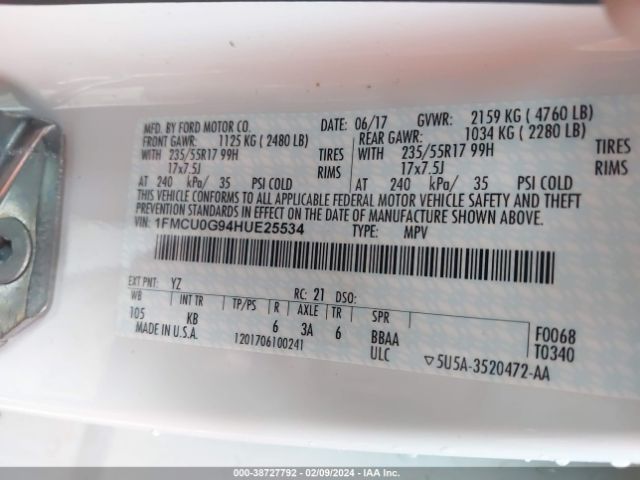 MFD. BY FORD MOTOR CO. DATE: 06/17 GVWR: 2159 KG ( 4760 LB)
FRONT GAWR: 1125 KG ( 2480 LB) REAR GAWR: 1034 KG ( 2280 LB)
WITH 235/55R17 99H TIRES WITH 235/55R17 99H TIRES
17x7.5J RIMS 17x7.5J RIMS
AT 240 kPa/ 35 PSI COLD AT 240 kPa/ 35 PSI COLD
THIS VEHICLE CONFORMS TO ALL APPLICABLE FEDERAL MOTOR VEHICLE SAFETY AND THEFT
PREVENTION STANDARDS IN EFFECT ON THE DATE OF MANUFACTURE SHOWN ABOVE.
VIN: 1FMCU0G94HUE25534 TYPE: MPV
EXT PNT: YZ RC: 21 DSO:
WB INT TR TP/PS R AXLE TR SPR
105 KB 6 3A 6 BBAA F0068
MADE IN U.S.A. 1201706100241 ULC T0340
▽5U5A-3520472-AA
000-38727792 - 02/09/2024 - IAA Inc.